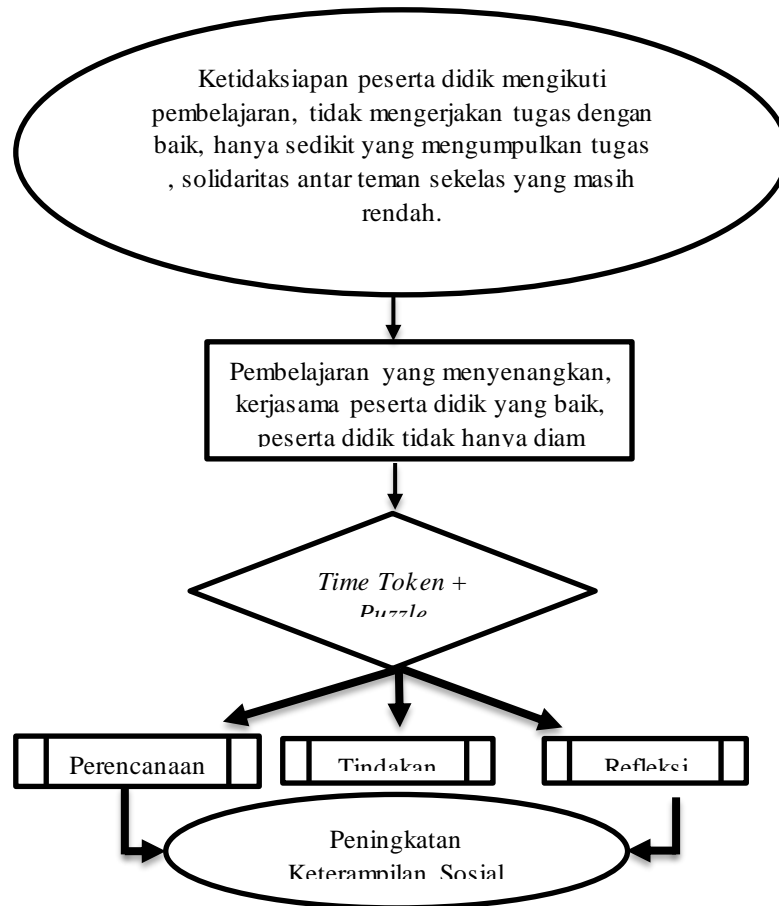 Ketidaksiapan peserta didik mengikuti
pembelajaran, tidak mengerjakan tugas dengan
baik, hanya sedikit yang mengumpulkan tugas
, solidaritas antar teman sekelas yang masih
rendah.
Pembelajaran yang menyenangkan,
kerjasama peserta didik yang baik,
peserta didik tidak hanya diam
Time Token +
Puzzle
Perencanaan
Tindakan
Refleksi
Peningkatan
Keterampilan Sosial